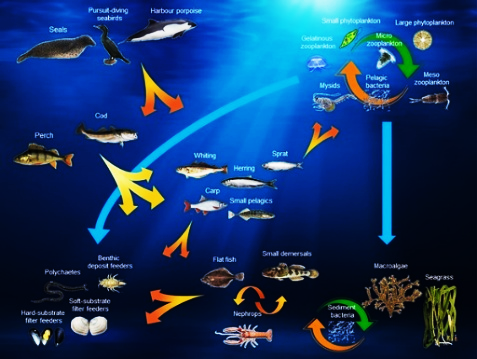 Pursuit-diving
seabirds
Harbour porpoise
Seals
Small phytoplankton
Large phytoplankton
Gelatinous
zooplankton
Micro
zooplankton
Mysids
Pelagic
bacteria
Meso
zooplankton
Cod
Perch
Whiting
Herring
Sprat
Carp
Small pelagics
Benthic
deposit feeders
Polychaetes
Soft-substrate
filter feeders
Hard-substrate
filter feeders
Flat fish
Small demersals
Nephrops
Sediment
bacteria
Macroalgae
Seagrass